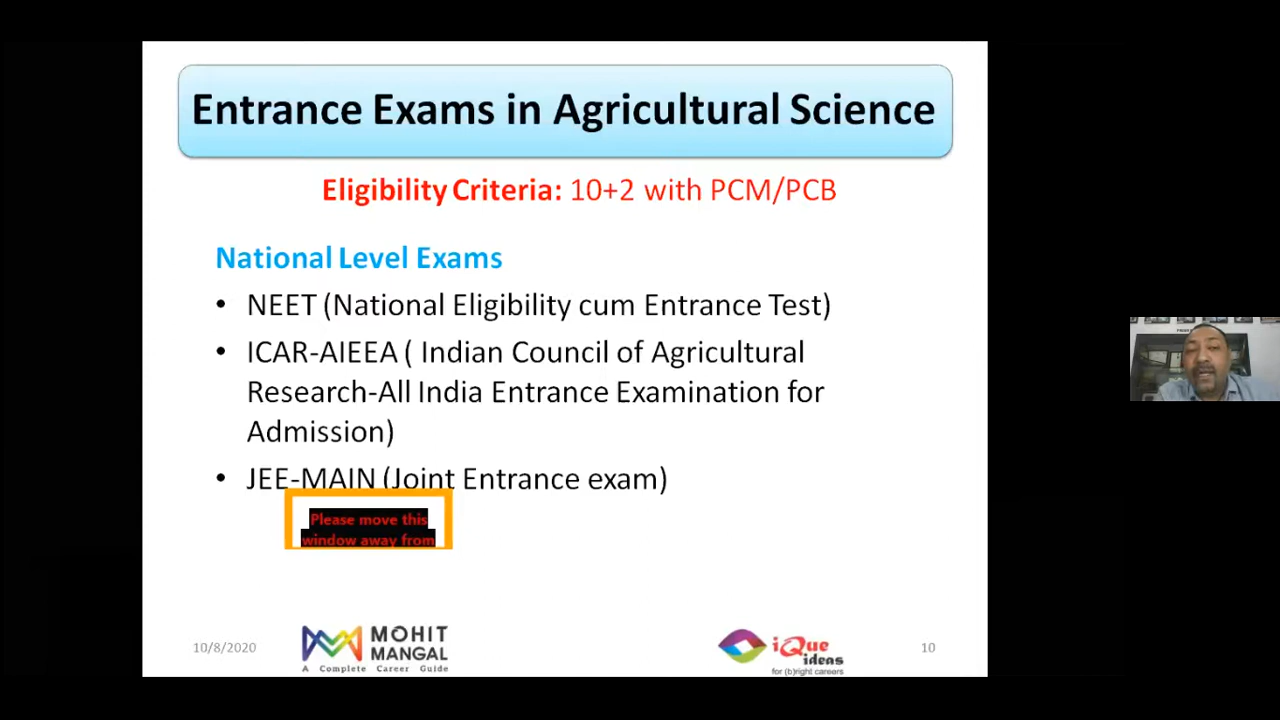 Entrance Exams in Agricultural Science
Eligibility Criteria: 10+2 with PCM/PCB
National Level Exams
• NEET (National Eligibility cum Entrance Test)
• ICAR-AIEEA ( Indian Council of Agricultural
Research-All India Entrance Examination for
Admission)
• JEE-MAIN (Joint Entrance exam)
Please move this
window away from
10/8/2020
MOHIT
MANGAL
A Complete Career Guide
iQue
ideas
for (b)right careers
10